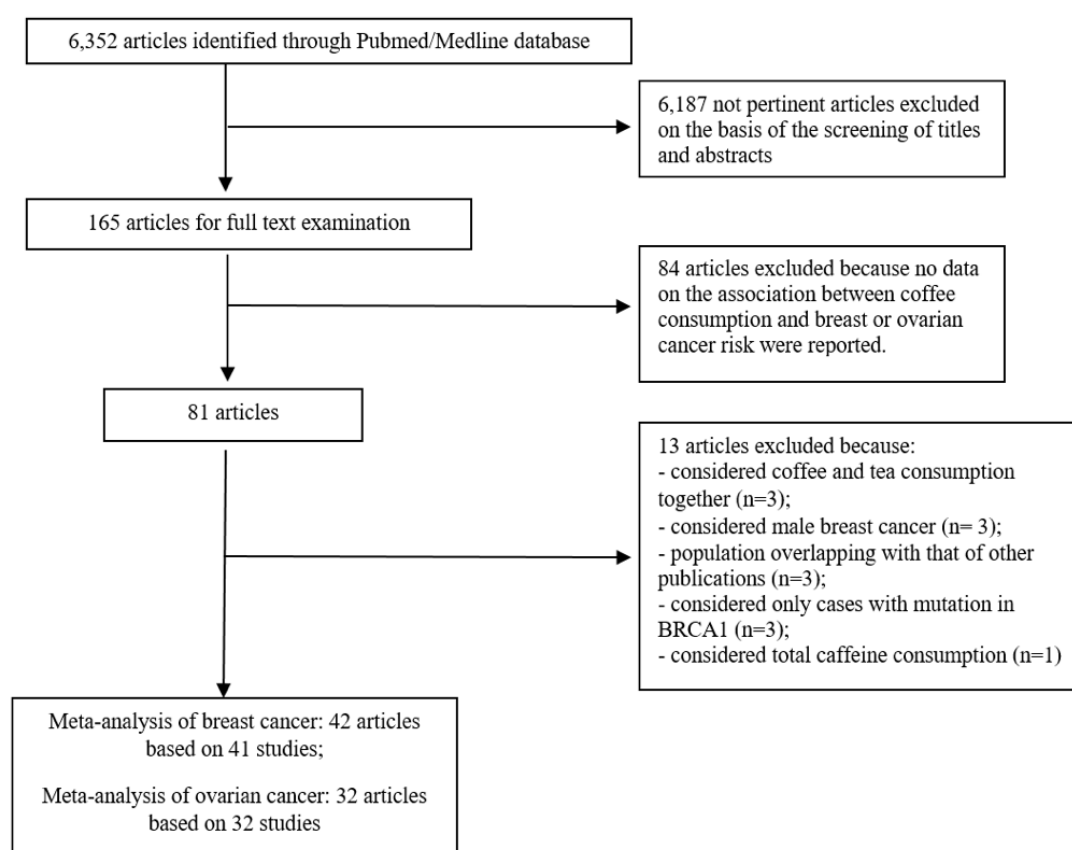 6,352 articles identified through Pubmed/Medline database
6,187 not pertinent articles excluded
on the basis of the screening of titles
and abstracts
165 articles for full text examination
84 articles excluded because no data
on the association between coffee
consumption and breast or ovarian
cancer risk were reported.
81 articles
13 articles excluded because:
- considered coffee and tea consumption
together (n=3);
- considered male breast cancer (n= 3);
- population overlapping with that of other
publications (n=3);
- considered only cases with mutation in
BRCA1 (n=3);
- considered total caffeine consumption (n=1)
Meta-analysis of breast cancer: 42 articles
based on 41 studies;
Meta-analysis of ovarian cancer: 32 articles
based on 32 studies